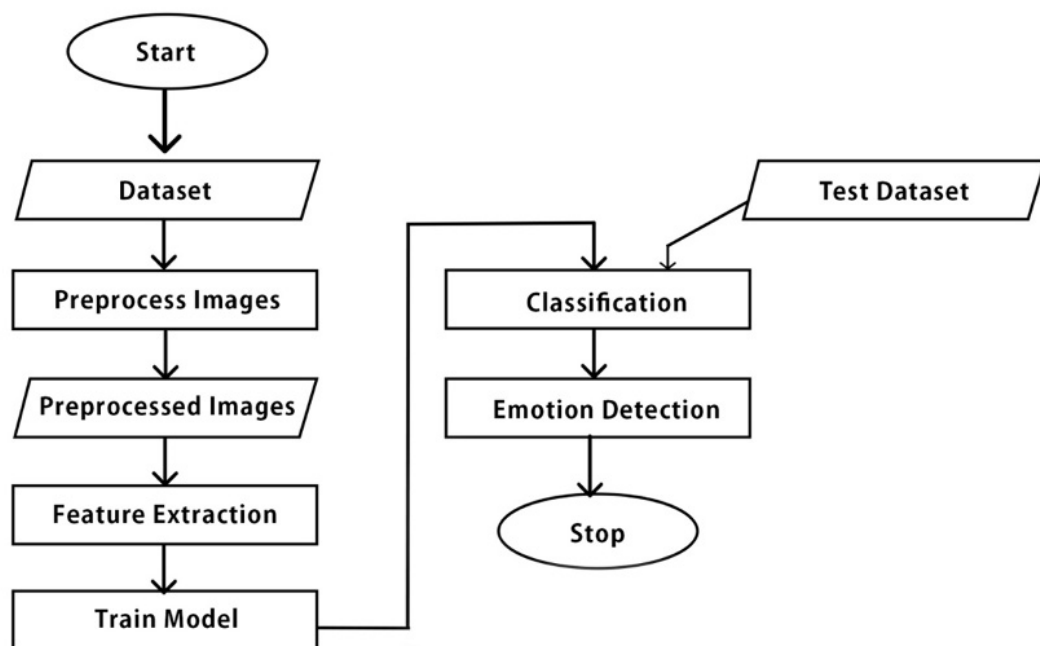 Start
Dataset
Preprocess Images
Preprocessed Images
Feature Extraction
Train Model
Test Dataset
Classification
Emotion Detection
Stop